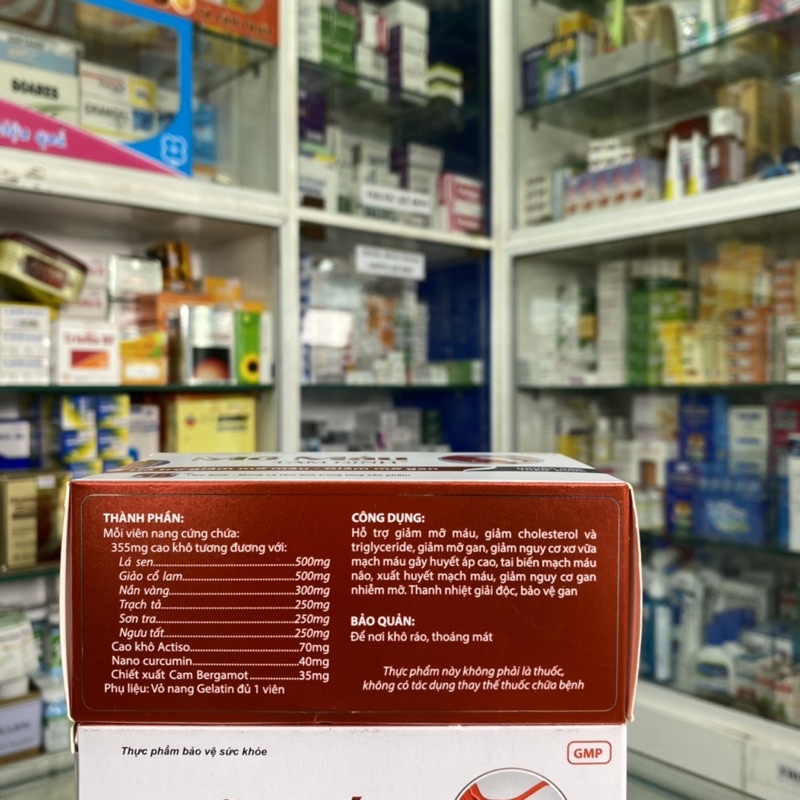 BOARES
hiệu quả
THÀNH PHẦN:
Mỗi viên nang cứng chứa:
355mg cao khô tương đương với:
Lá sen....................................500mg
Giảo cổ lam............................500mg
Nần vàng................................300mg
Trạch tả..................................250mg
Sơn tra....................................250mg
Ngưu tất.................................250mg
Cao khô Actiso............................70mg
Nano curcumin...........................40mg
Chiết xuất Cam Bergamot............35mg
Phụ liệu: Vỏ nang Gelatin đủ 1 viên
CÔNG DỤNG:
Hỗ trợ giảm mỡ máu, giảm cholesterol và
triglyceride, giảm mỡ gan, giảm nguy cơ xơ vữa
mạch máu gây huyết áp cao, tai biến mạch máu
não, xuất huyết mạch máu, giảm nguy cơ gan
nhiễm mỡ. Thanh nhiệt giải độc, bảo vệ gan
BẢO QUẢN:
Để nơi khô ráo, thoáng mát
Thực phẩm này không phải là thuốc,
không có tác dụng thay thế thuốc chữa bệnh
Thực phẩm bảo vệ sức khỏe
GMP